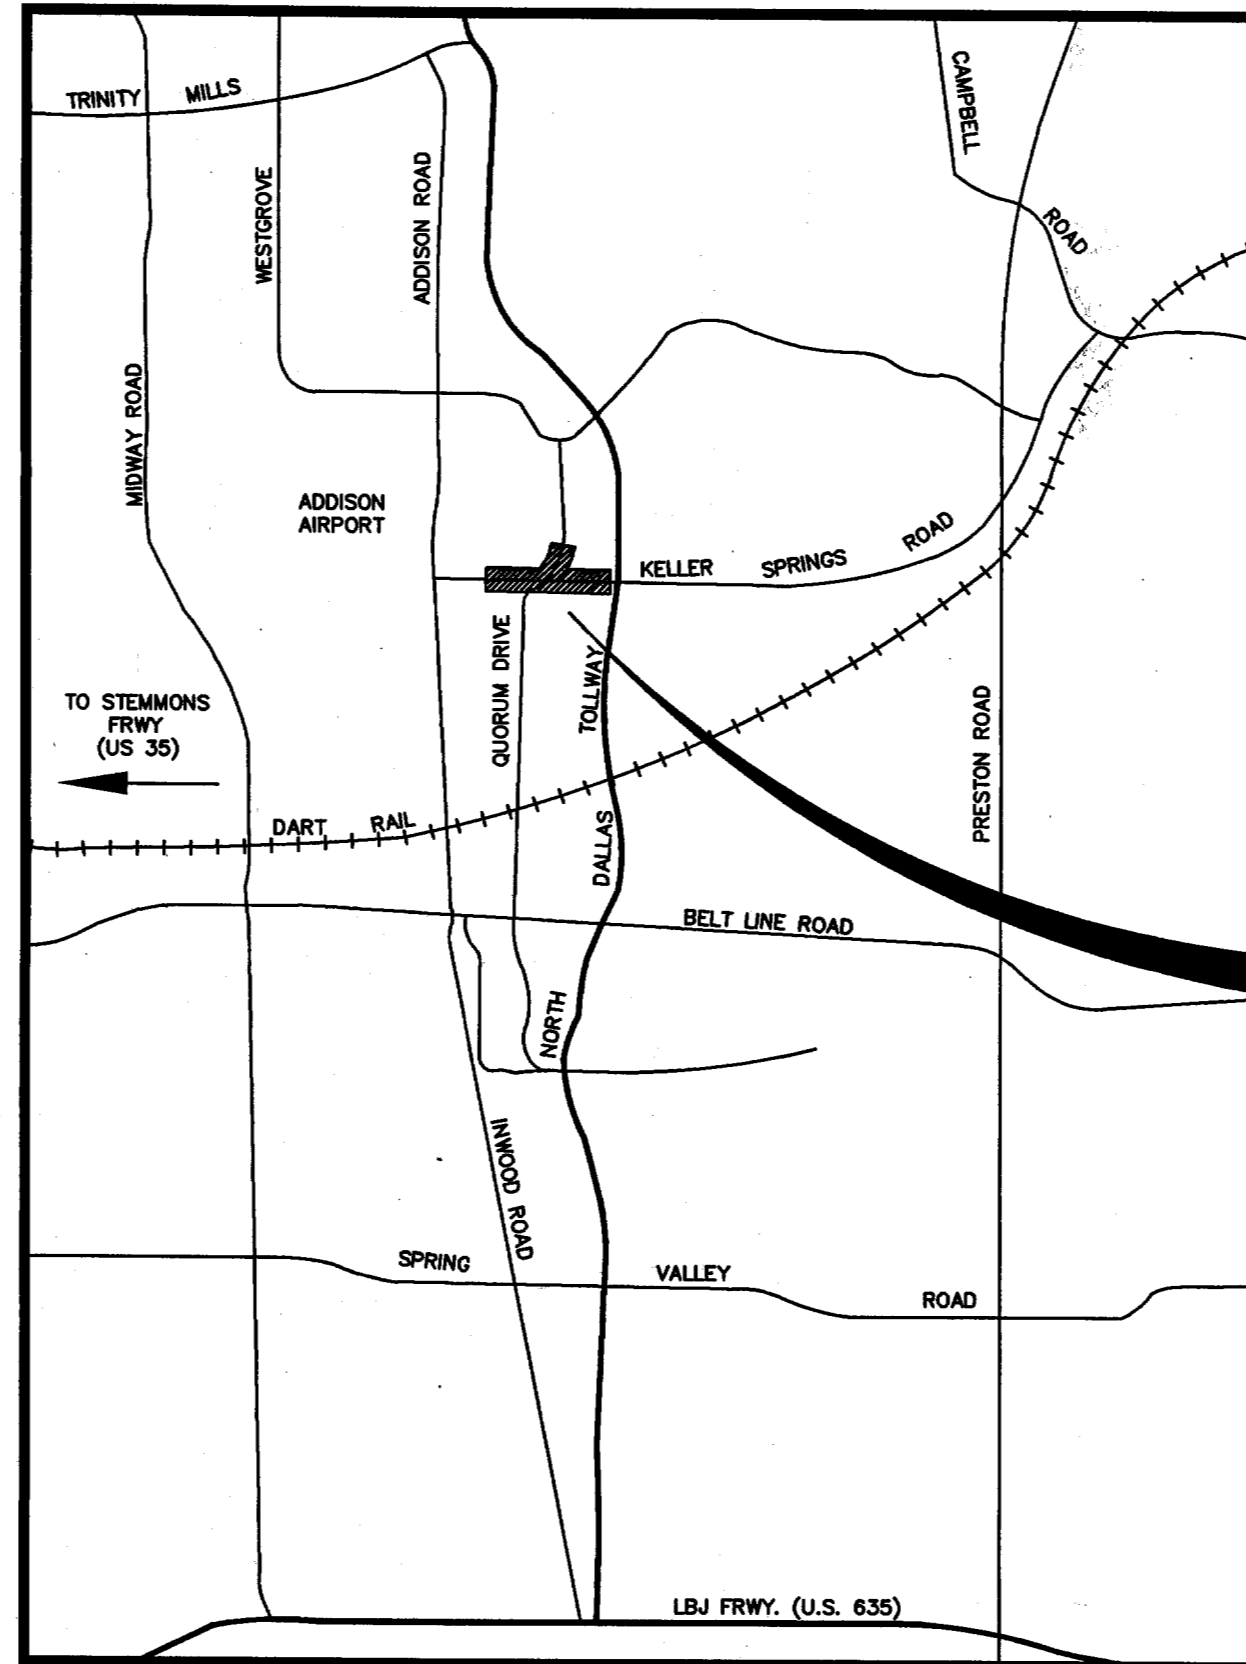 TRINITY MILLS
CAMPBELL
ROAD
WESTGROVE
ADDISON ROAD
MIDWAY ROAD
ADDISON
AIRPORT
KELLER SPRINGS ROAD
QUORUM DRIVE
TO STEMMONS
FRWY
(US 35)
NORTH DALLAS TOLLWAY
PRESTON ROAD
DART RAIL
BELT LINE ROAD
INWOOD ROAD
SPRING VALLEY ROAD
LBJ FRWY. (U.S. 635)